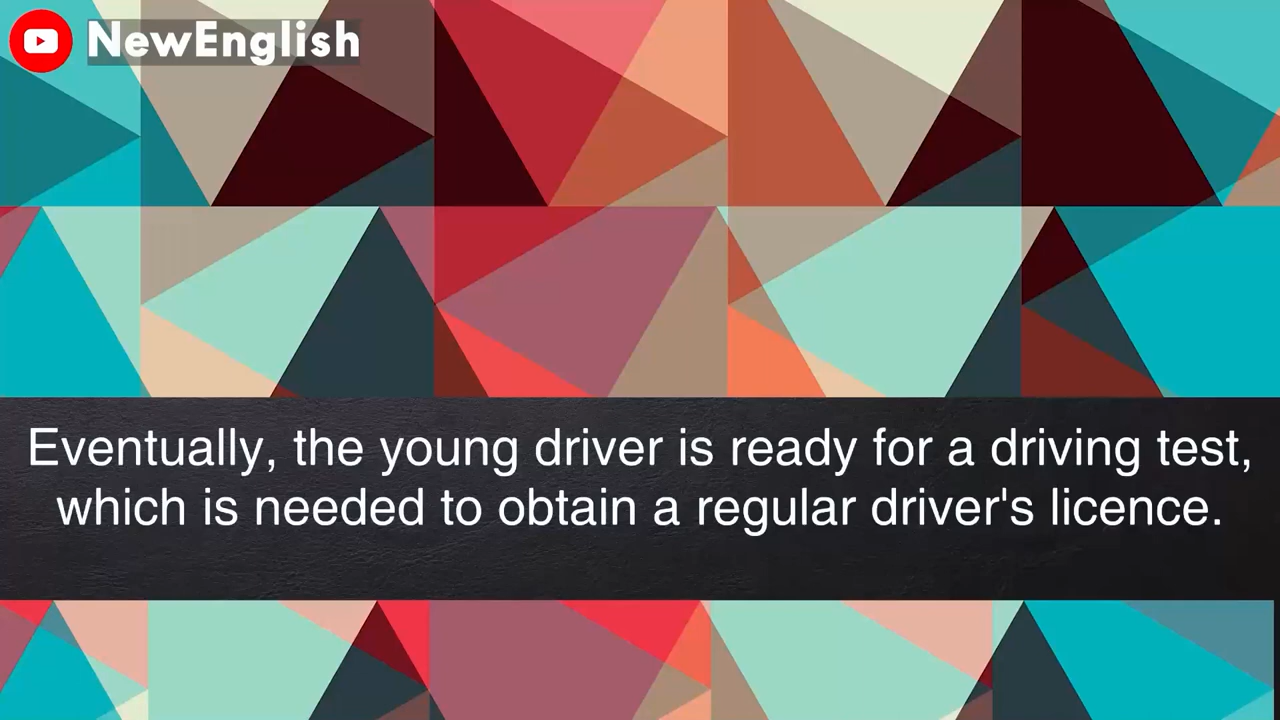 NewEnglish
Eventually, the young driver is ready for a driving test,
which is needed to obtain a regular driver's licence.